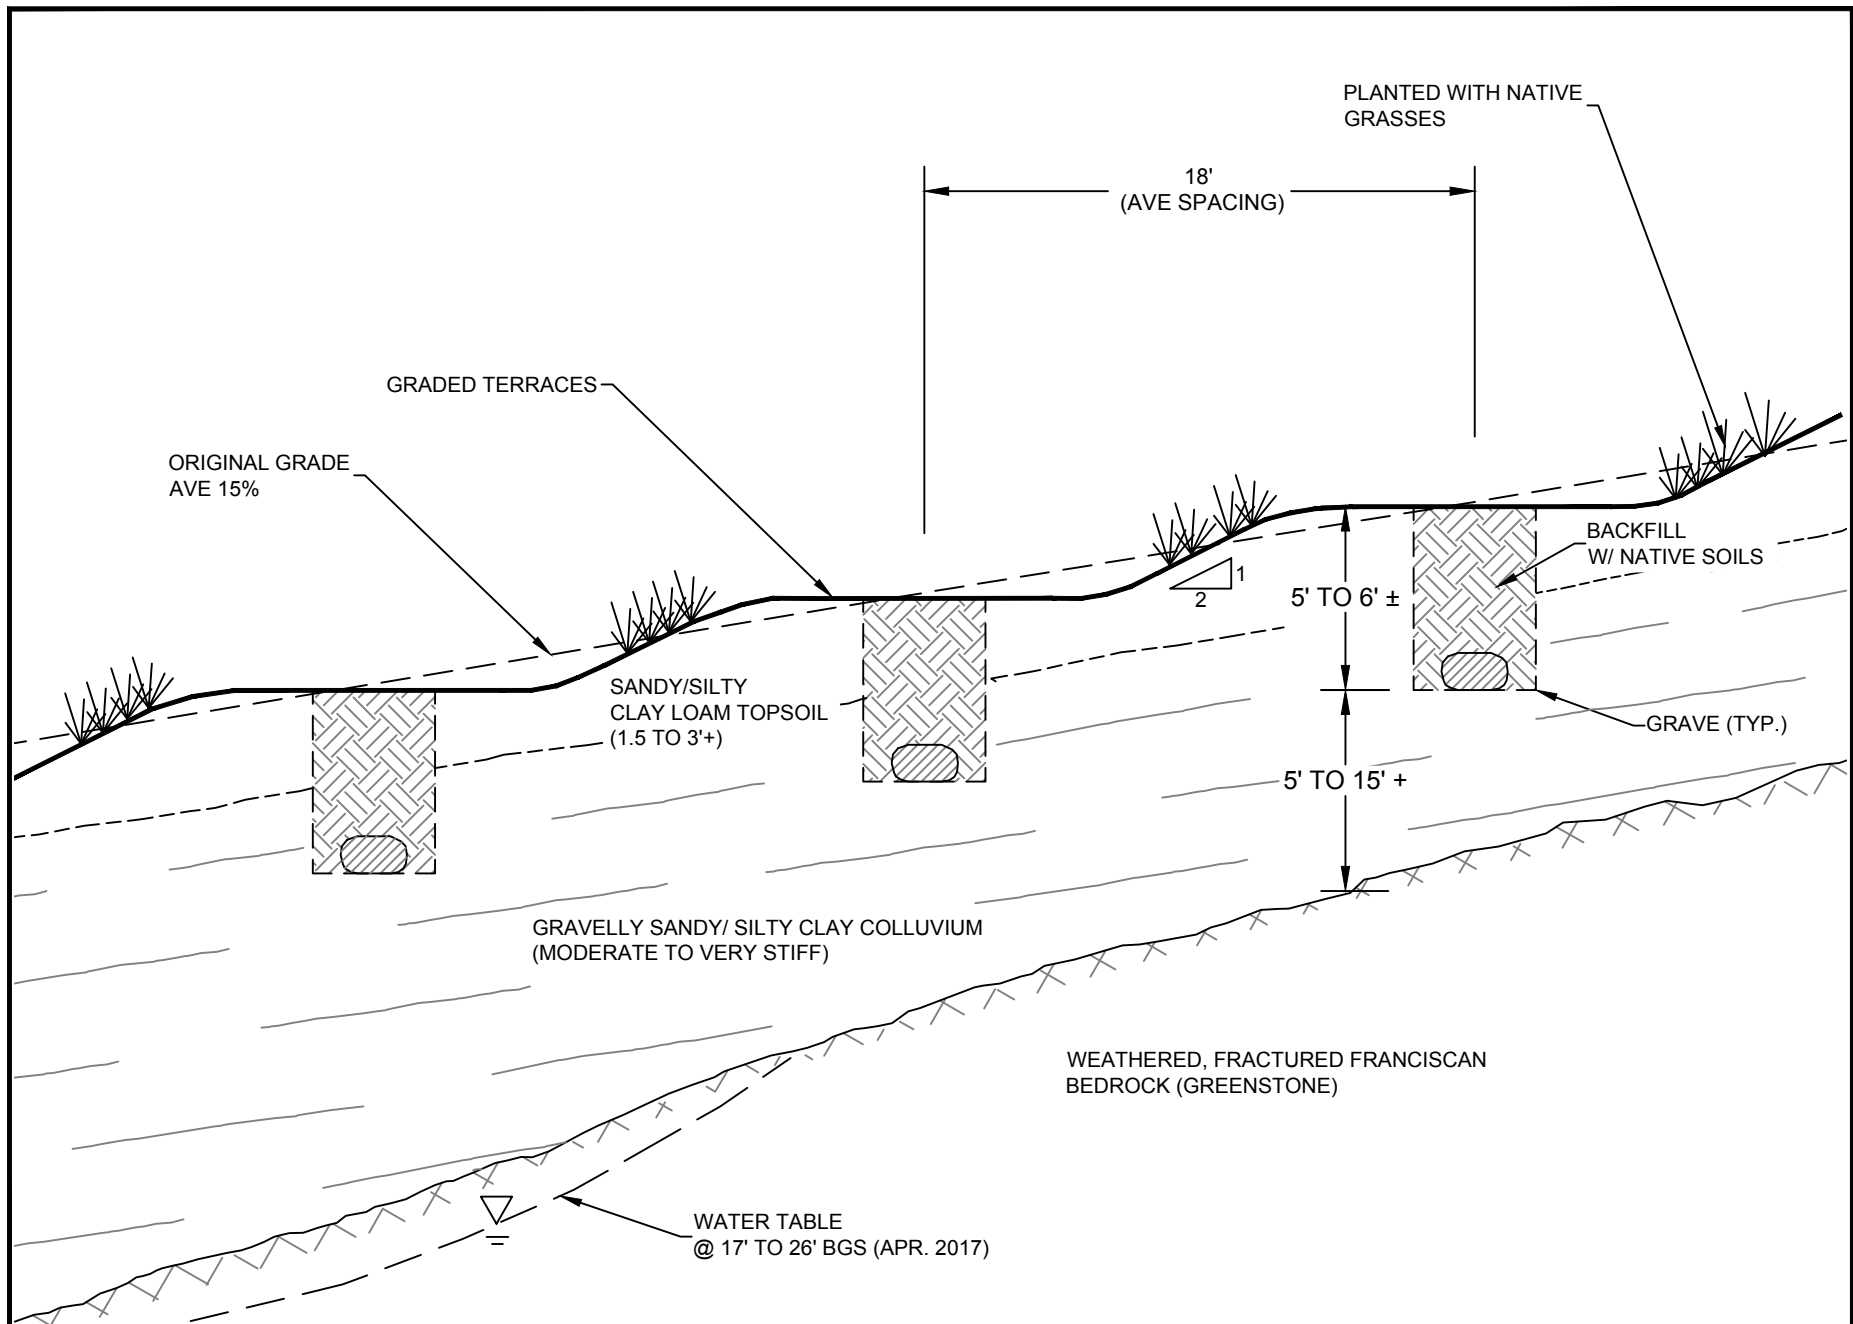 PLANTED WITH NATIVE
GRASSES
18'
(AVE SPACING)
GRADED TERRACES
ORIGINAL GRADE
AVE 15%
BACKFILL
W/ NATIVE SOILS
1
2
5' TO 6' ±
SANDY/SILTY
CLAY LOAM TOPSOIL
(1.5 TO 3'+)
GRAVE (TYP.)
5' TO 15' +
GRAVELLY SANDY/ SILTY CLAY COLLUVIUM
(MODERATE TO VERY STIFF)
WEATHERED, FRACTURED FRANCISCAN
BEDROCK (GREENSTONE)
WATER TABLE
@ 17' TO 26' BGS (APR. 2017)